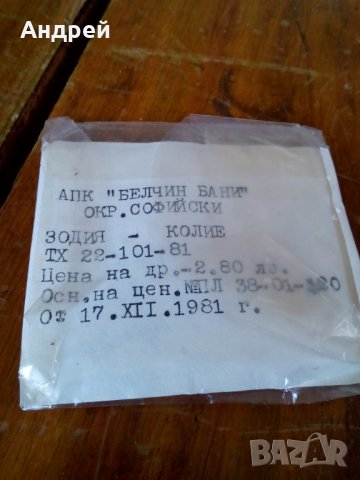 Андрей
АПК "БЕЛЧИН БАНИ"
ОКР.СОФИЙСКИ
ЗОДИЯ - КОЛИЕ
ТХ 22-101-81
Цена на др.-2.80 лв.
Осн.на цен.№ПЛ 38-01-
От 17.XII.1981 г.
BAZAR